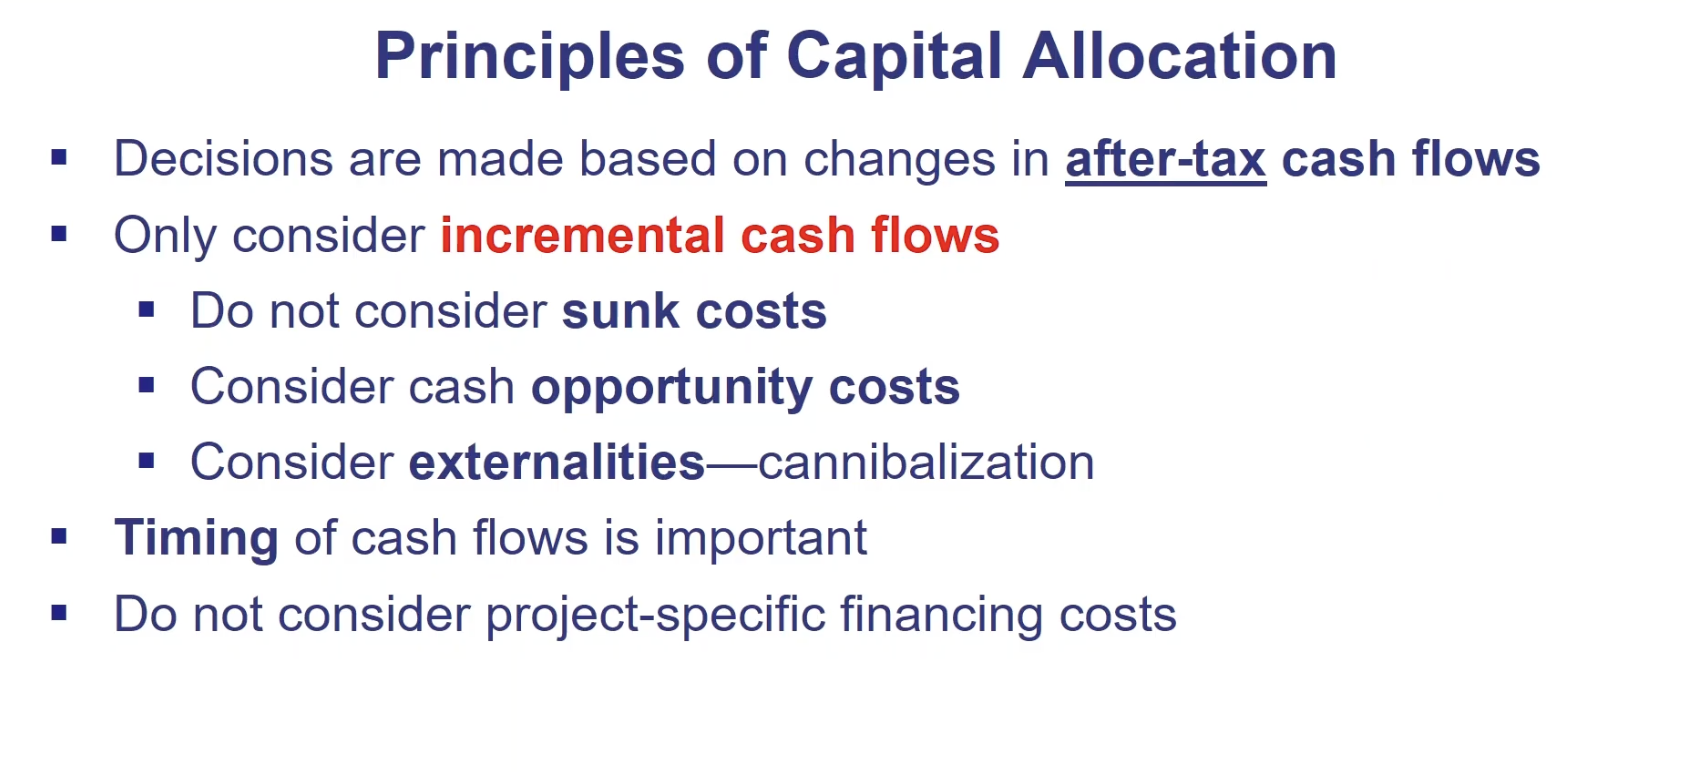 Principles of Capital Allocation
▪ Decisions are made based on changes in after-tax cash flows
▪ Only consider incremental cash flows
▪ Do not consider sunk costs
▪ Consider cash opportunity costs
▪ Consider externalities—cannibalization
▪ Timing of cash flows is important
▪ Do not consider project-specific financing costs